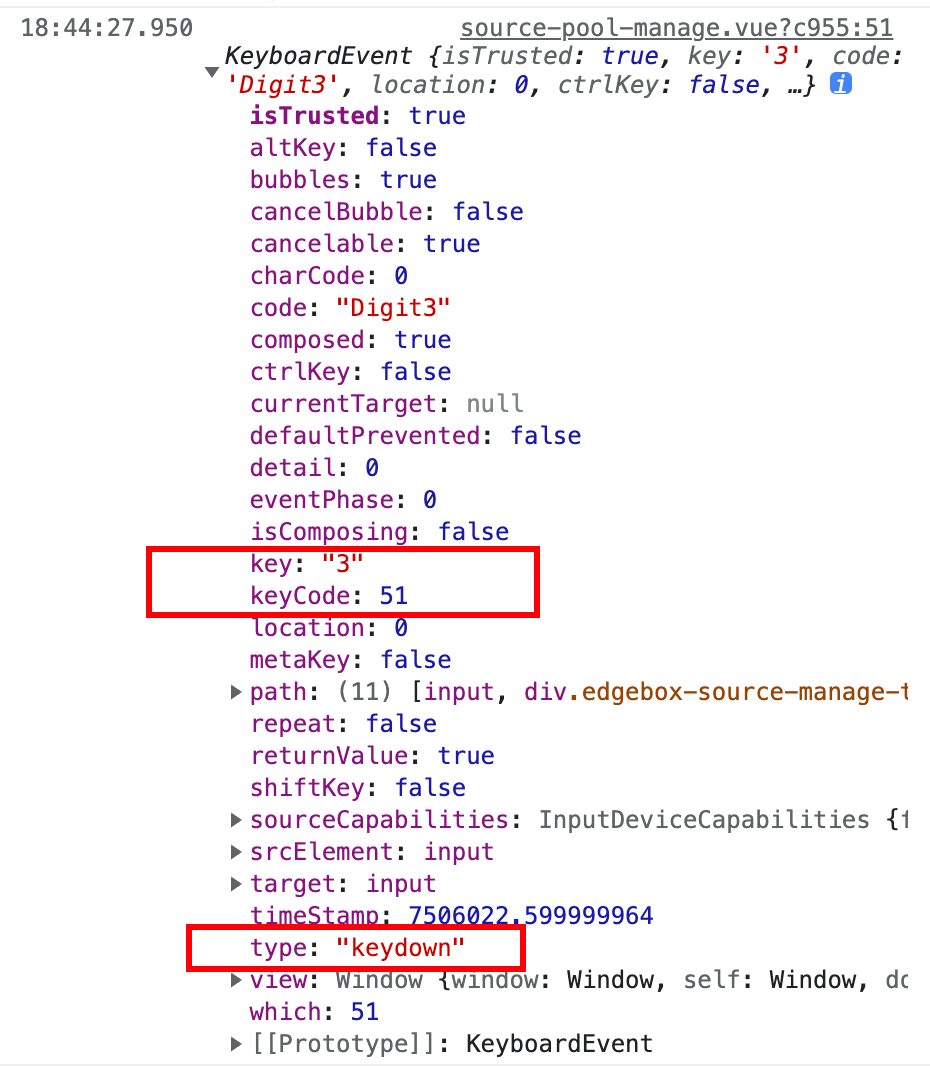 18:44:27.950 source-pool-manage.vue?c955:51
KeyboardEvent {isTrusted: true, key: '3', code:
'Digit3', location: 0, ctrlKey: false, …} i
isTrusted: true
altKey: false
bubbles: true
cancelBubble: false
cancelable: true
charCode: 0
code: "Digit3"
composed: true
ctrlKey: false
currentTarget: null
defaultPrevented: false
detail: 0
eventPhase: 0
isComposing: false
key: "3"
keyCode: 51
location: 0
metaKey: false
path: (11) [input, div.edgebox-source-manage-t
repeat: false
returnValue: true
shiftKey: false
sourceCapabilities: InputDeviceCapabilities {f
srcElement: input
target: input
timeStamp: 7506022.599999964
type: "keydown"
view: Window {window: Window, self: Window, do
which: 51
[[Prototype]]: KeyboardEvent